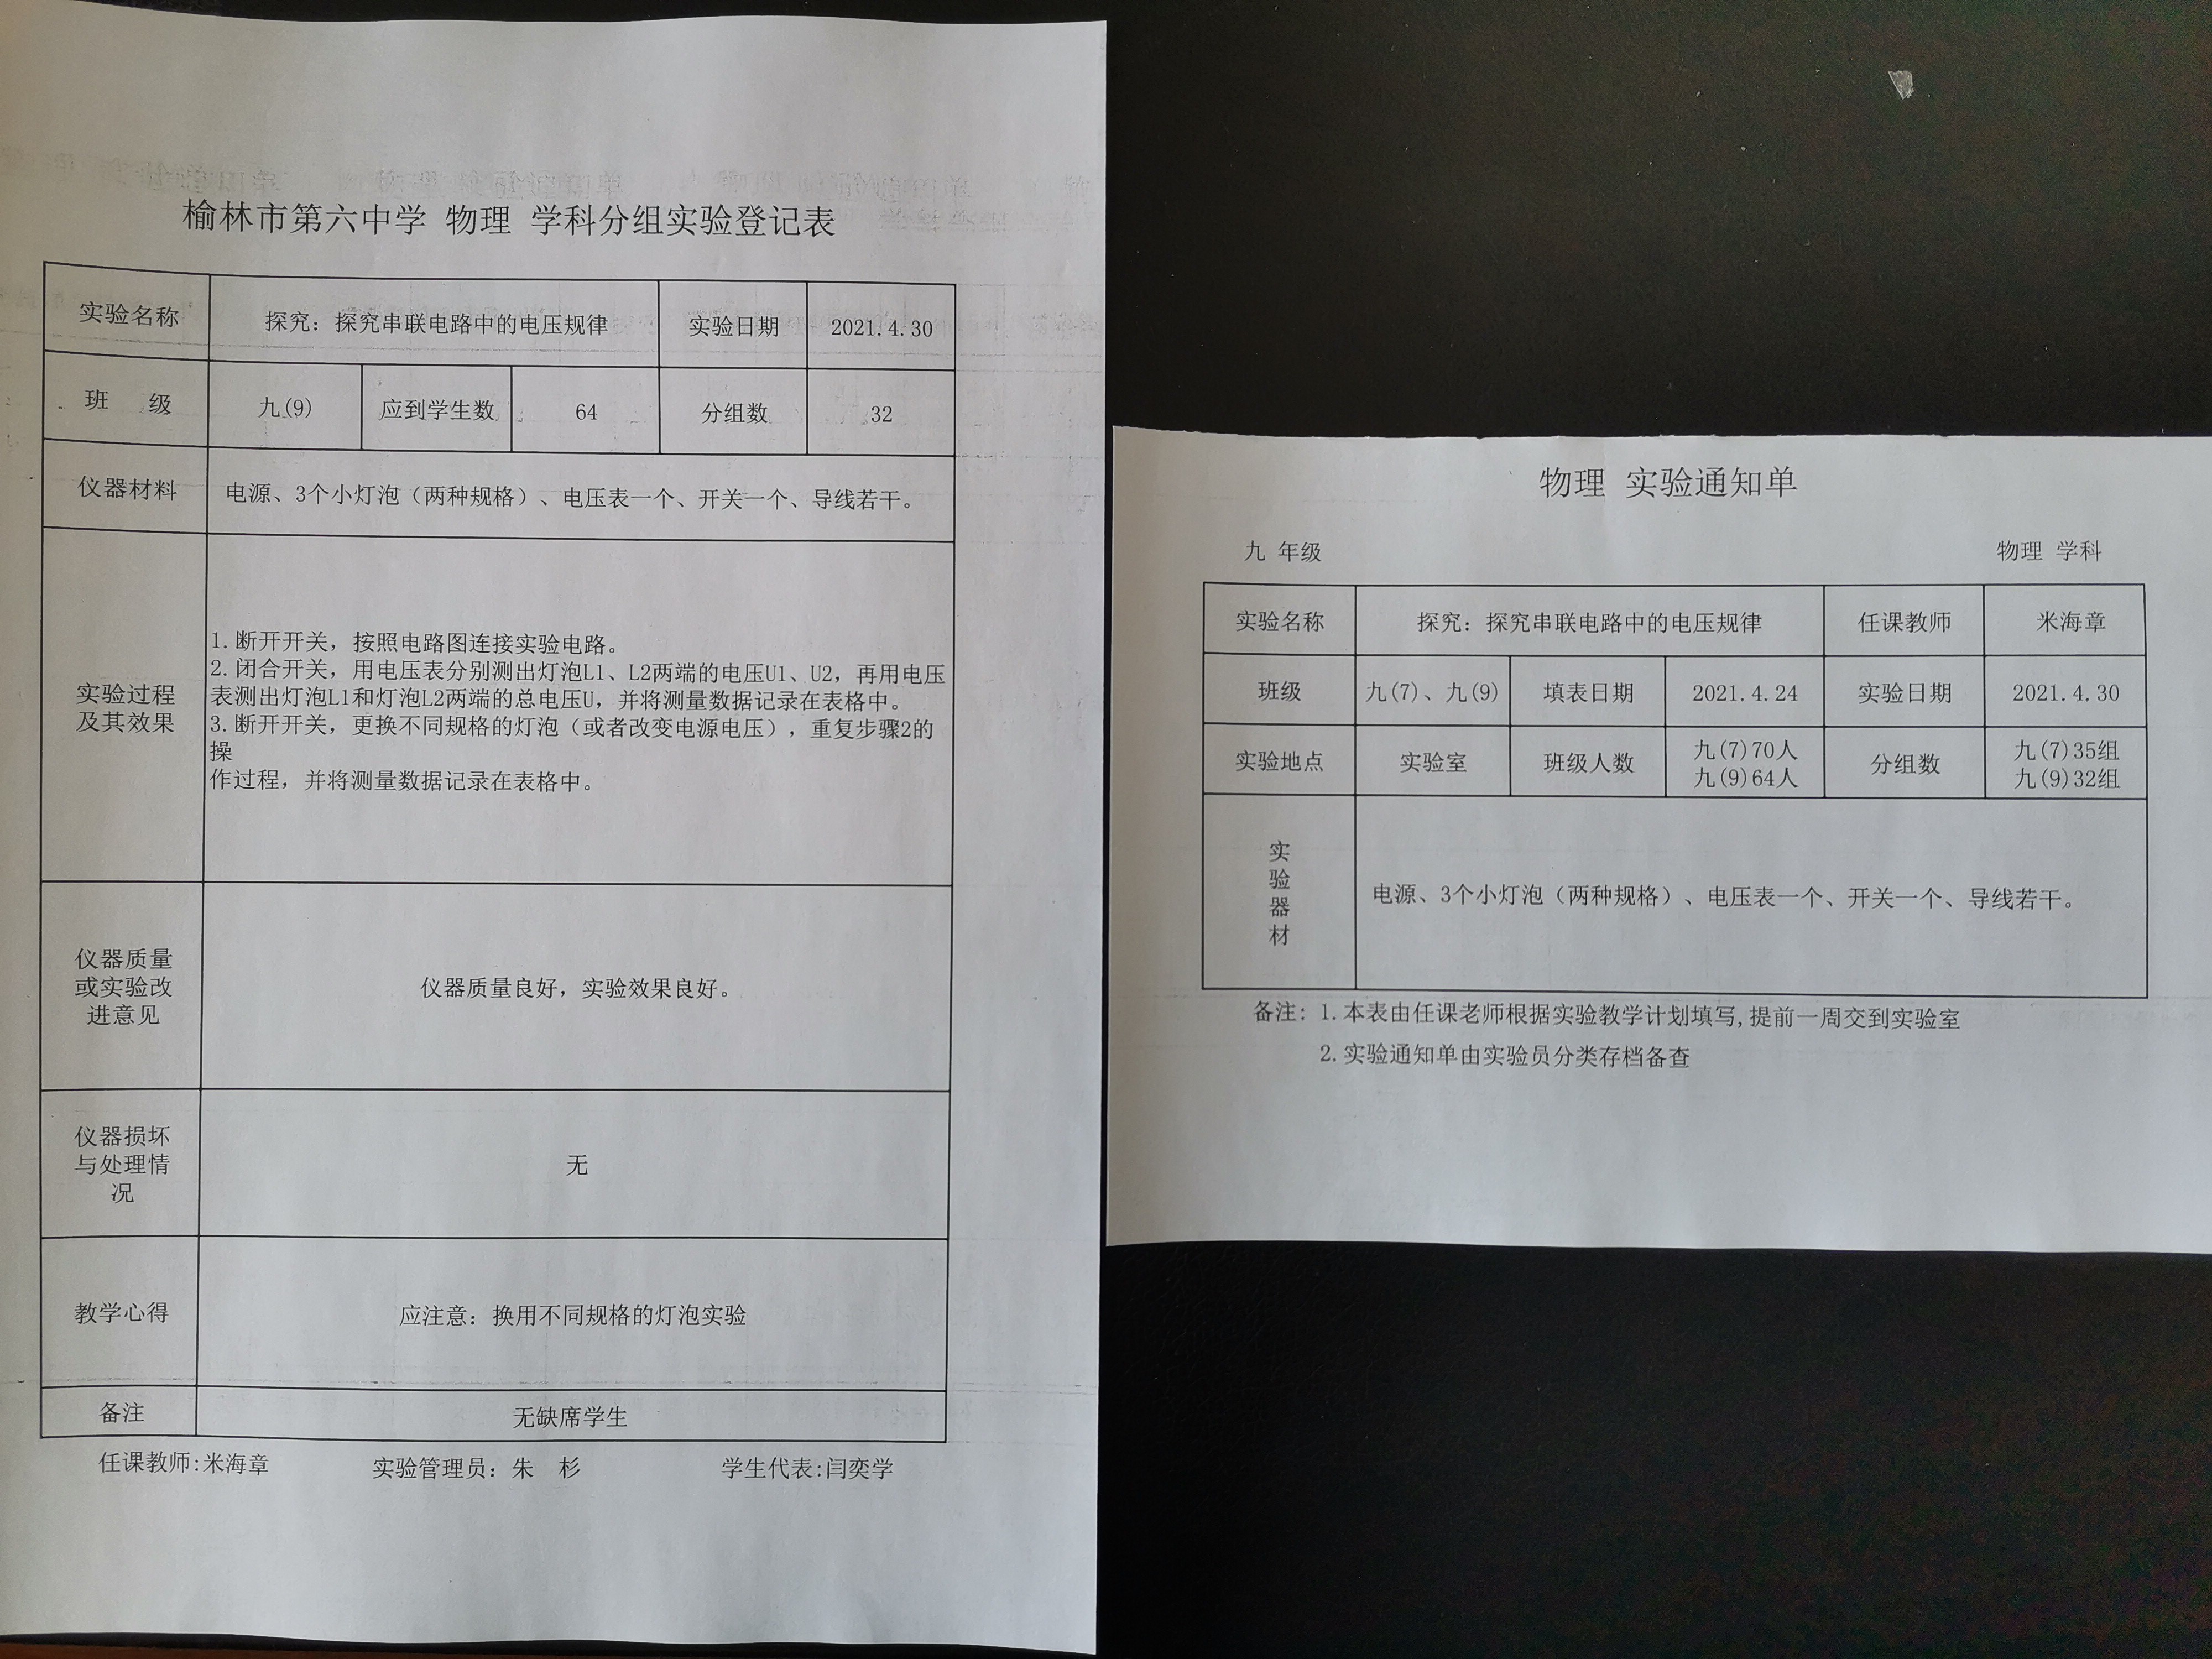 榆林市第六中学 物理 学科分组实验登记表
实验名称 探究：探究串联电路中的电压规律 实验日期 2021.4.30
班 级 九(9) 应到学生数 64 分组数 32
仪器材料 电源、3个小灯泡（两种规格）、电压表一个、开关一个、导线若干。
实验过程
及其效果
1.断开开关，按照电路图连接实验电路。
2.闭合开关，用电压表分别测出灯泡L1、L2两端的电压U1、U2，再用电压
表测出灯泡L1和灯泡L2两端的总电压U，并将测量数据记录在表格中。
3.断开开关，更换不同规格的灯泡（或者改变电源电压），重复步骤2的
操
作过程，并将测量数据记录在表格中。
仪器质量
或实验改
进意见
仪器质量良好，实验效果良好。
仪器损坏
与处理情
况
无
教学心得 应注意：换用不同规格的灯泡实验
备注 无缺席学生
任课教师:米海章 实验管理员：朱 杉 学生代表:闫奕学
物理 实验通知单
九 年级 物理 学科
实验名称 探究：探究串联电路中的电压规律 任课教师 米海章
班级 九(7)、九(9) 填表日期 2021.4.24 实验日期 2021.4.30
实验地点 实验室 班级人数 九(7)70人 分组数 九(7)35组
九(9)64人 九(9)32组
实
验
器
材
电源、3个小灯泡（两种规格）、电压表一个、开关一个、导线若干。
备注：1.本表由任课老师根据实验教学计划填写,提前一周交到实验室
2.实验通知单由实验员分类存档备查